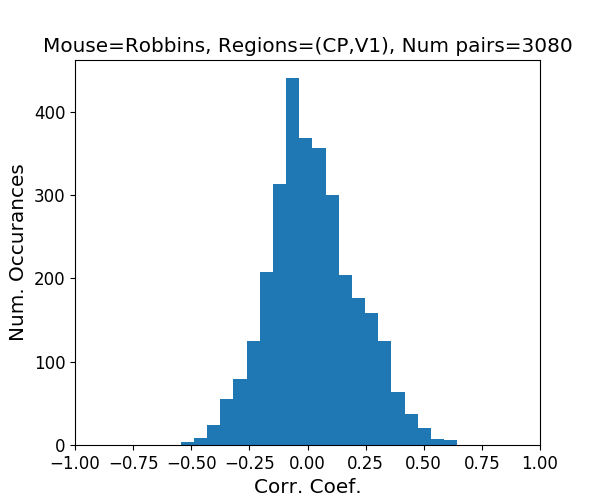 Mouse=Robbins, Regions=(CP,V1), Num pairs=3080
400
300
200
100
0
Num. Occurances
−1.00 −0.75 −0.50 −0.25 0.00 0.25 0.50 0.75 1.00
Corr. Coef.